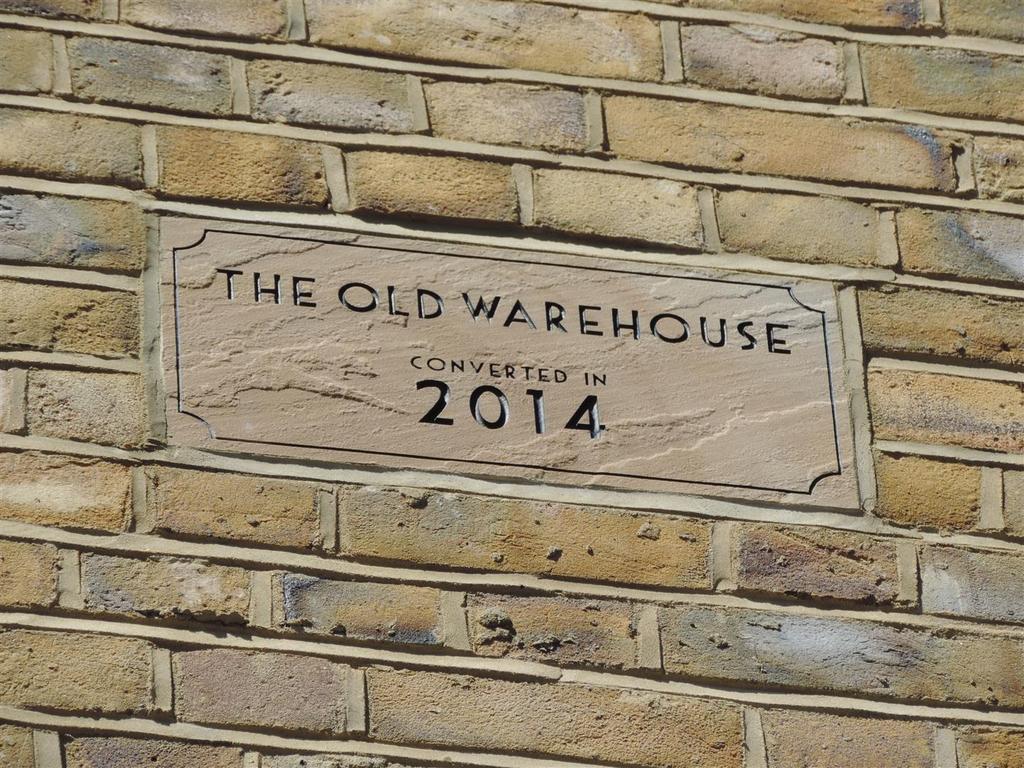 THE OLD WAREHOUSE
CONVERTED IN
2014